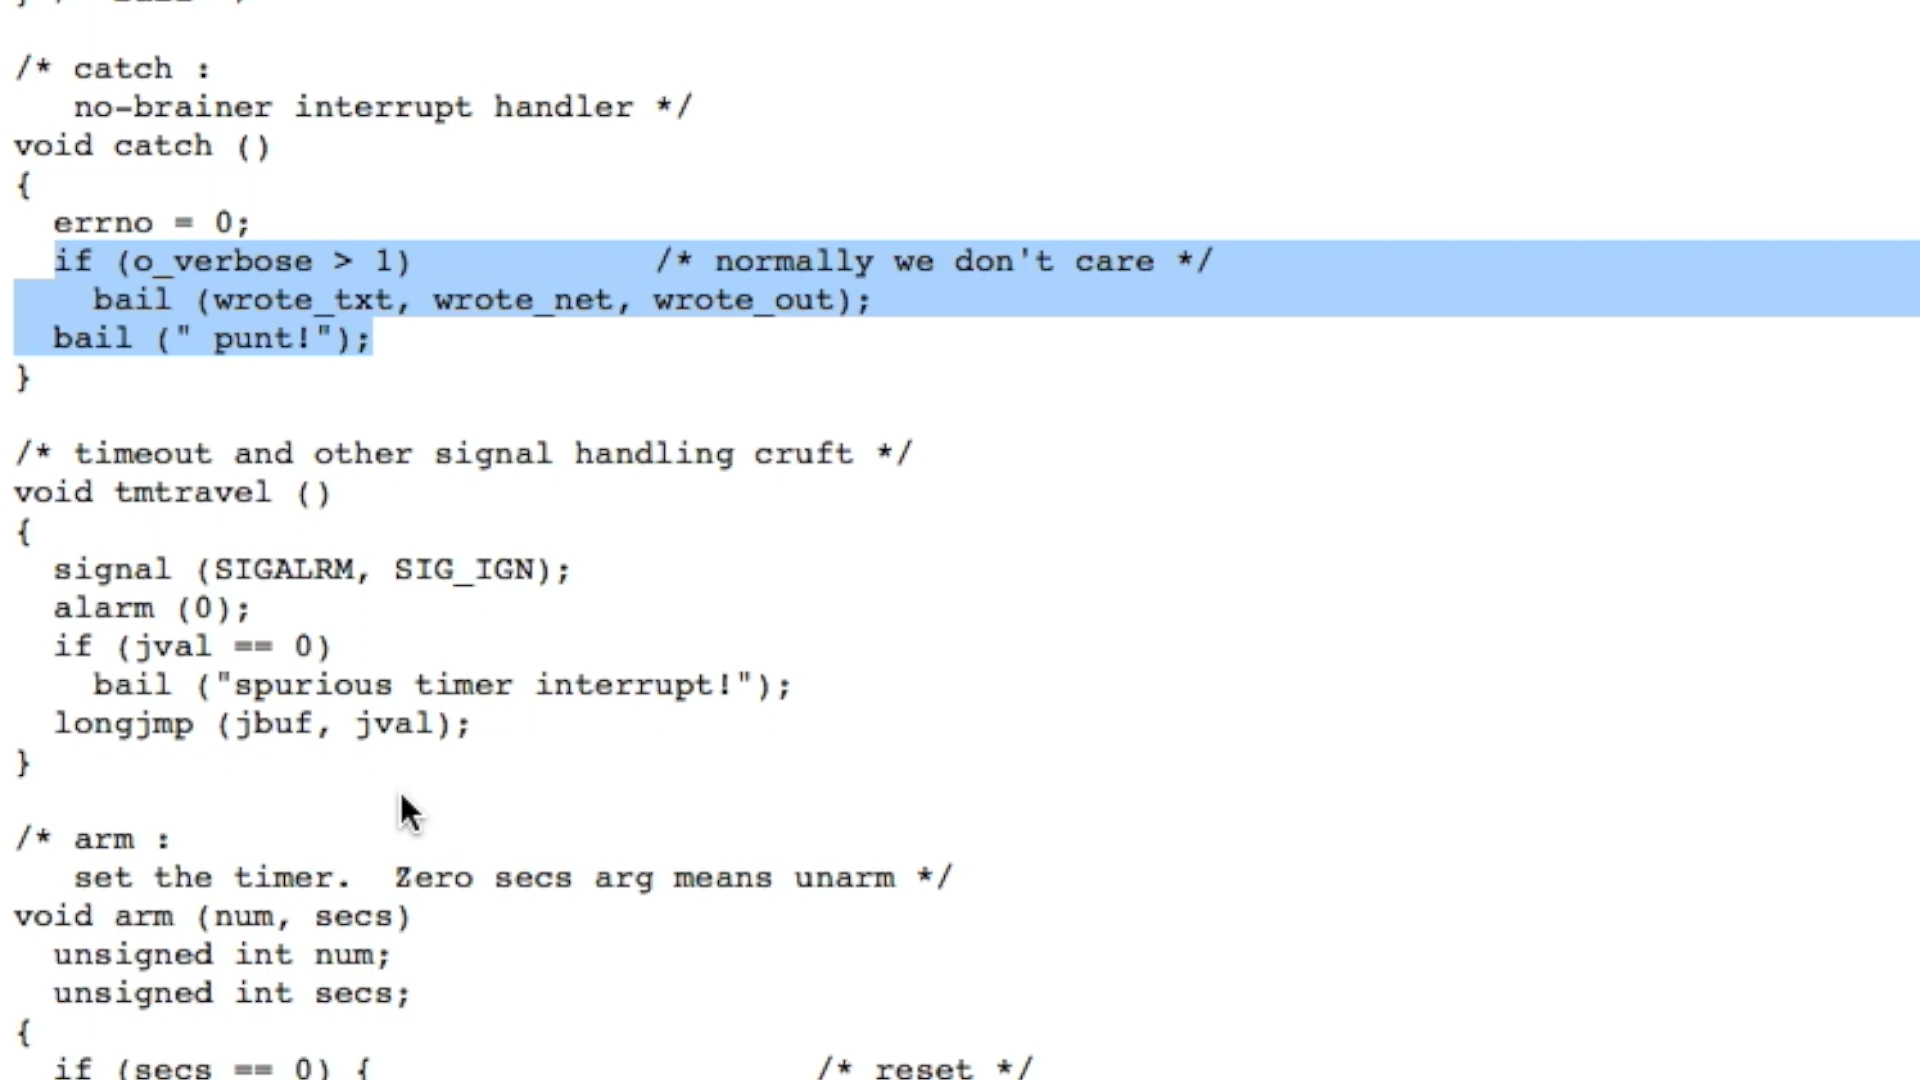 /* catch :
   no-brainer interrupt handler */
void catch ()
{
  errno = 0;
  if (o_verbose > 1)            /* normally we don't care */
    bail (wrote_txt, wrote_net, wrote_out);
  bail (" punt!");
}
/* timeout and other signal handling cruft */
void tmtravel ()
{
  signal (SIGALRM, SIG_IGN);
  alarm (0);
  if (jval == 0)
    bail ("spurious timer interrupt!");
  longjmp (jbuf, jval);
}
/* arm :
   set the timer.  Zero secs arg means unarm */
void arm (num, secs)
  unsigned int num;
  unsigned int secs;
{
  if (secs == 0) {                      /* reset */